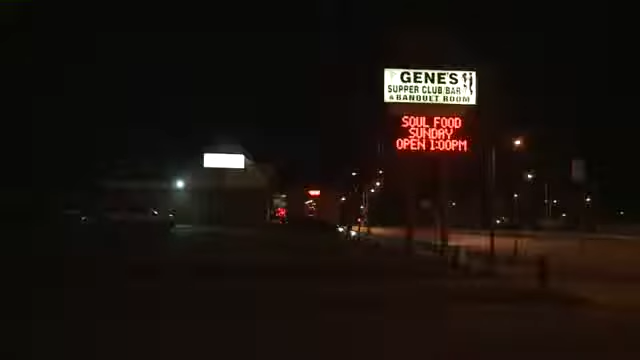 GENE'S
SUPPER CLUB/BAR
& BANQUET ROOM
SOUL FOOD
SUNDAY
OPEN 1:00PM